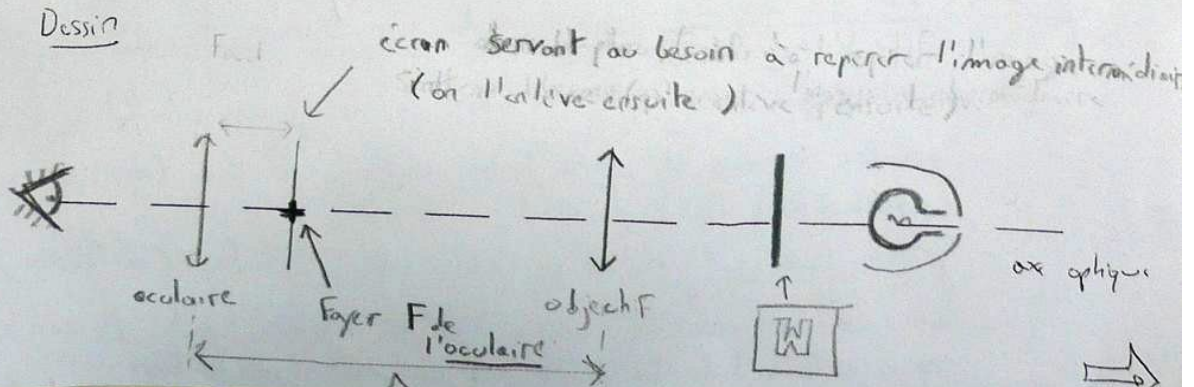 Dessin
écran servant au besoin à repérer l'image intermédiaire
(on l'enlève ensuite)
oculaire
Foyer F de
l'oculaire
objectif
axe optique
W